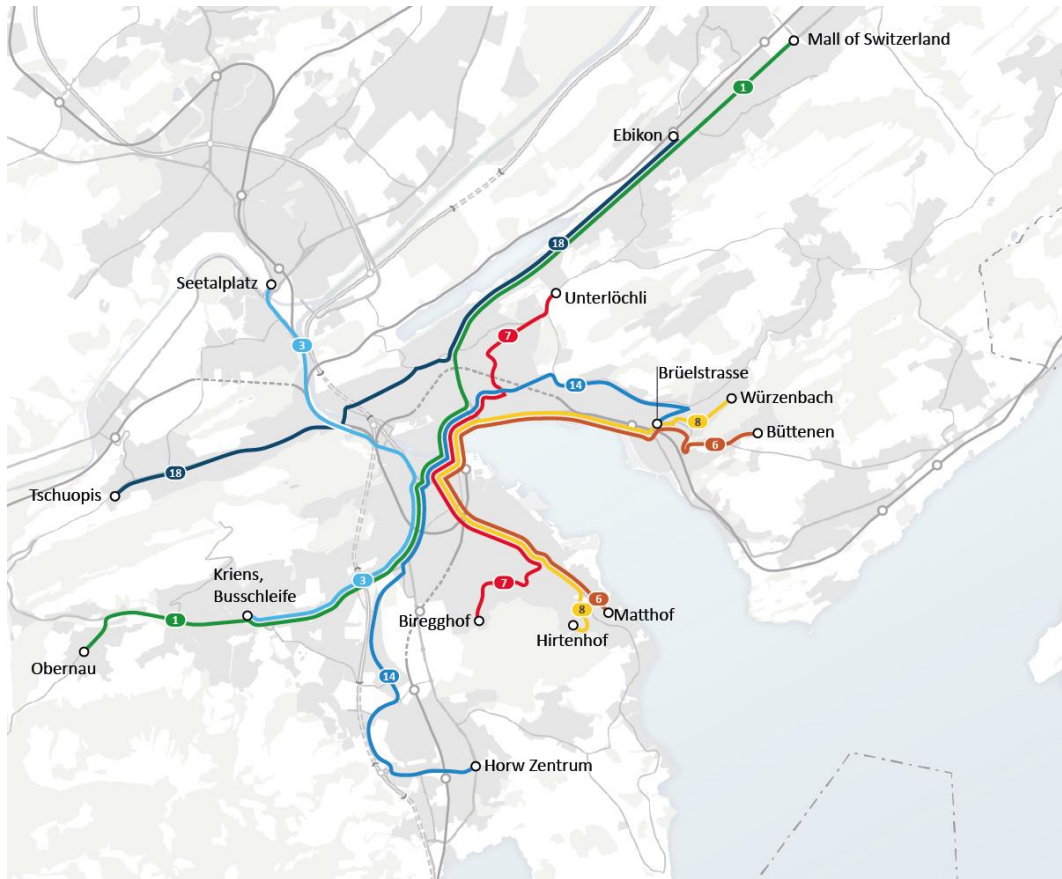 Mall of Switzerland
1
Ebikon
18
Seetalplatz
Unterlöchli
7
3
Brüelstrasse
14
Würzenbach
8
Büttenen
6
18
Tschuopis
Kriens,
Busschleife
3
7
6
8
Matthof
1
Biregghof
Hirtenhof
Obernau
14
Horw Zentrum